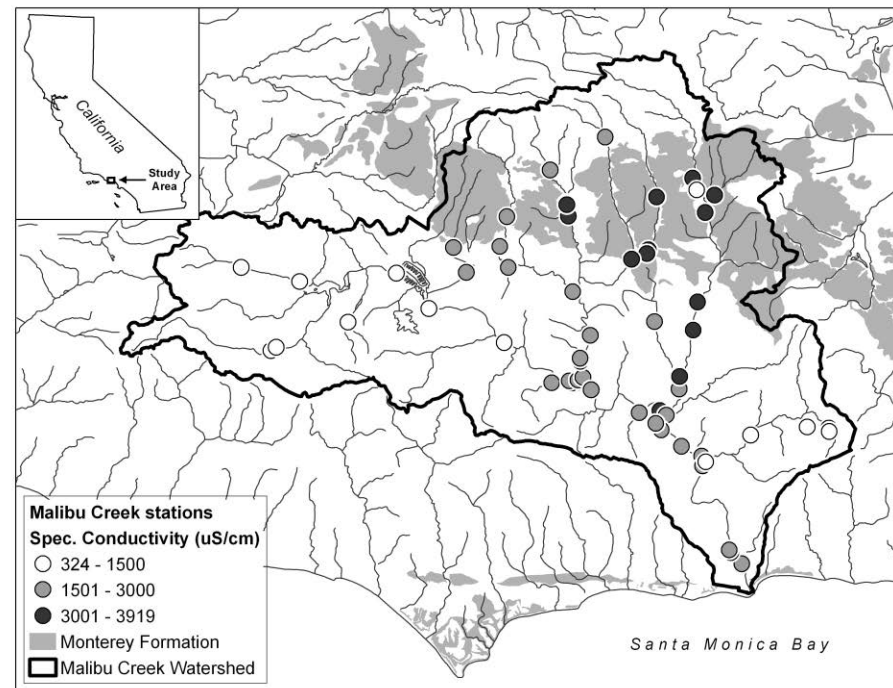 California
Study
Area
Malibu Creek stations
Spec. Conductivity (uS/cm)
324 - 1500
1501 - 3000
3001 - 3919
Monterey Formation
Malibu Creek Watershed
Santa Monica Bay